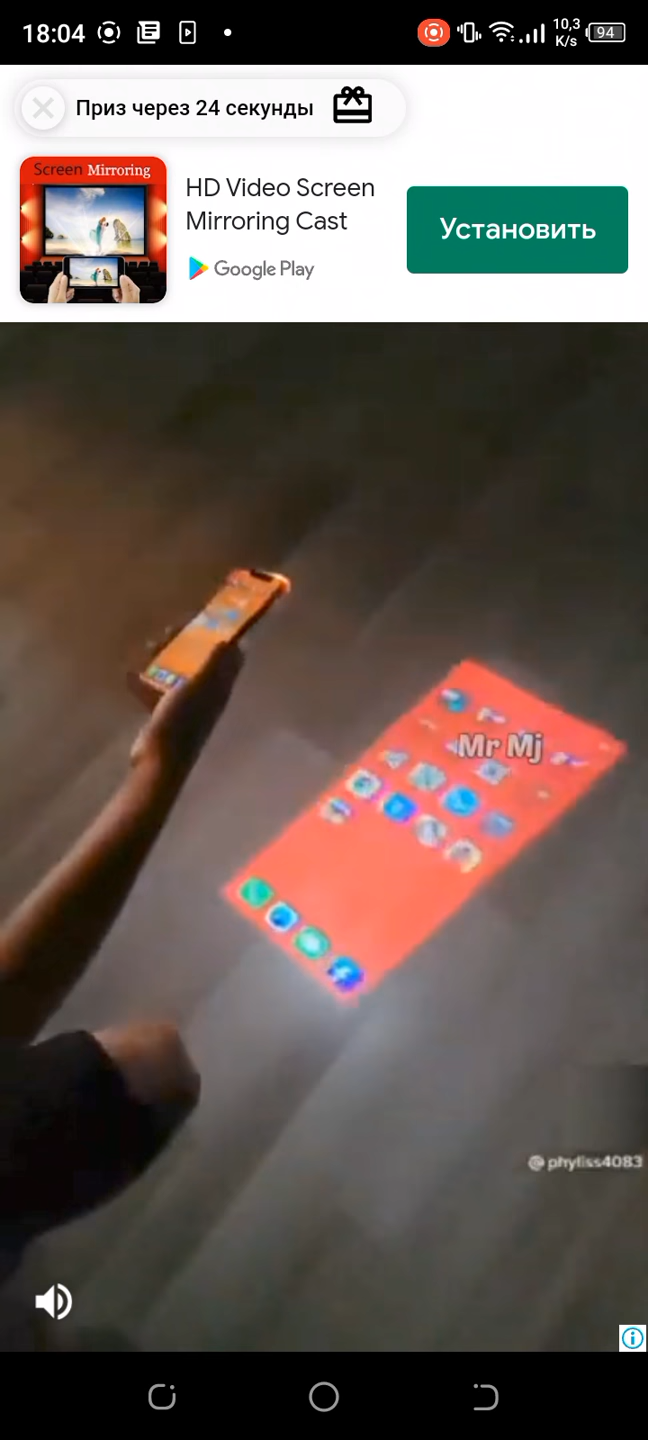 18:04
10,3
K/s
94
Приз через 24 секунды
Screen Mirroring
HD Video Screen
Mirroring Cast
Установить
Google Play
Mr Mj
@phyliss4083